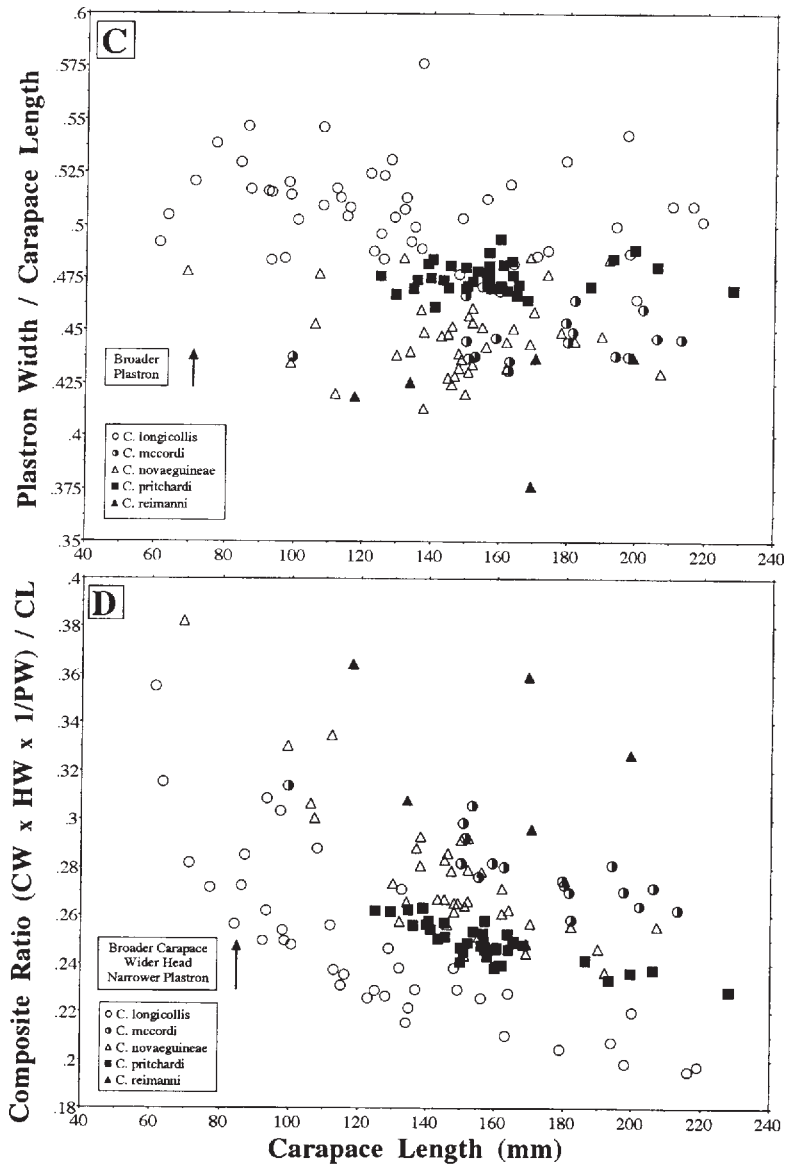 C
Plastron Width / Carapace Length
.6
.575
.55
.525
.5
.475
.45
.425
.4
.375
.35
Broader
Plastron
C. longicollis
C. mccordi
C. novaeguineae
C. pritchardi
C. reimanni
40 60 80 100 120 140 160 180 200 220 240
D
Composite Ratio (CW x HW x 1/PW) / CL
.4
.38
.36
.34
.32
.3
.28
.26
.24
.22
.2
.18
Broader Carapace
Wider Head
Narrower Plastron
C. longicollis
C. mccordi
C. novaeguineae
C. pritchardi
C. reimanni
40 60 80 100 120 140 160 180 200 220 240
Carapace Length (mm)